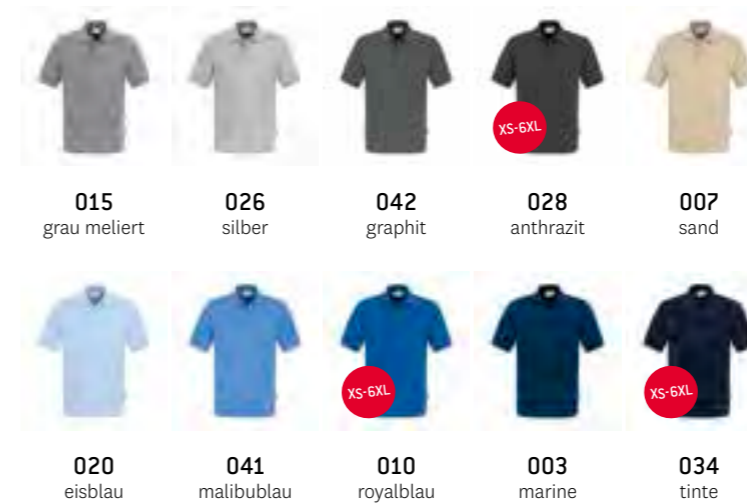 XS-6XL
015 026 042 028 007
grau meliert silber graphit anthrazit sand
XS-6XL XS-6XL
020 041 010 003 034
eisblau malibublau royalblau marine tinte